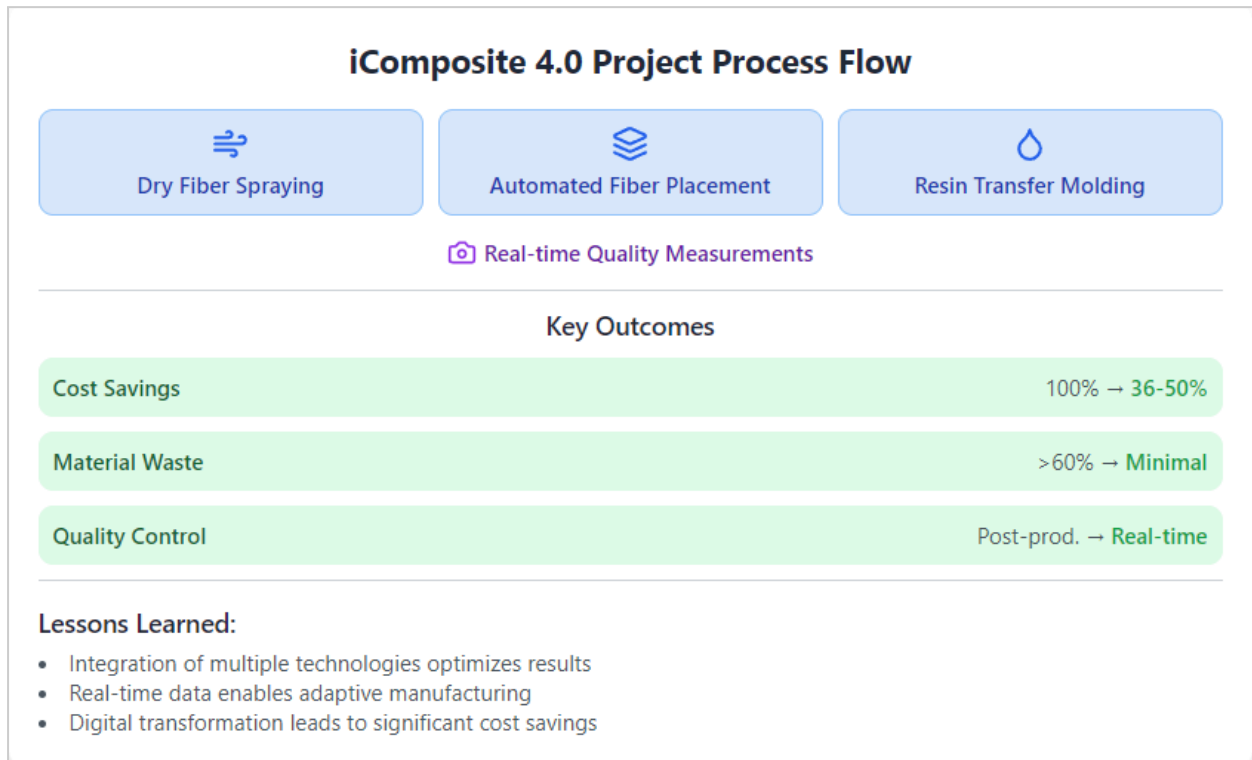 iComposite 4.0 Project Process Flow
Dry Fiber Spraying
Automated Fiber Placement
Resin Transfer Molding
Real-time Quality Measurements
Key Outcomes
Cost Savings 100% → 36-50%
Material Waste >60% → Minimal
Quality Control Post-prod. → Real-time
Lessons Learned:
• Integration of multiple technologies optimizes results
• Real-time data enables adaptive manufacturing
• Digital transformation leads to significant cost savings